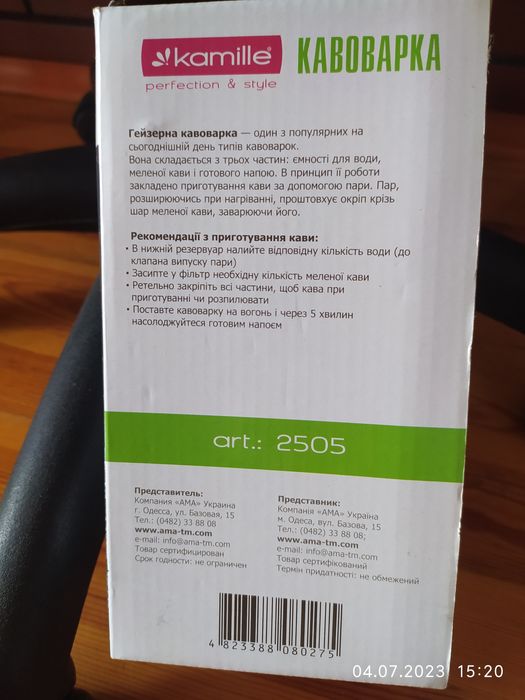 kamille
perfection & style
КАВОВАРКА
Гейзерна кавоварка — один з популярних на
сьогоднішній день типів кавоварок.
Вона складається з трьох частин: ємності для води,
меленої кави і готового напою. В принцип її роботи
закладено приготування кави за допомогою пари. Пар,
розширюючись при нагріванні, проштовхує окріп крізь
шар меленої кави, заварюючи його.
Рекомендації з приготування кави:
• В нижній резервуар налийте відповідну кількість води (до
клапана випуску пари)
• Засипте у фільтр необхідну кількість меленої кави
• Ретельно закріпіть всі частини, щоб кава при
приготуванні чи розпилювати
• Поставте кавоварку на вогонь і через 5 хвилин
насолоджуйтеся готовим напоєм
art.: 2505
Представитель:
Компания «АМА» Украина
г. Одесса, ул. Базовая, 15
Тел.: (0482) 33 88 08
www.ama-tm.com
e-mail: info@ama-tm.com
Товар сертифицирован
Срок годности: не ограничен
Представник:
Компанія «АМА» Україна
м. Одеса, вул. Базова, 15
Тел.: (0482) 33 88 08;
www.ama-tm.com
e-mail: info@ama-tm.com
Товар сертифікований
Термін придатності: не обмежений
4 823388 080275
04.07.2023 15:20